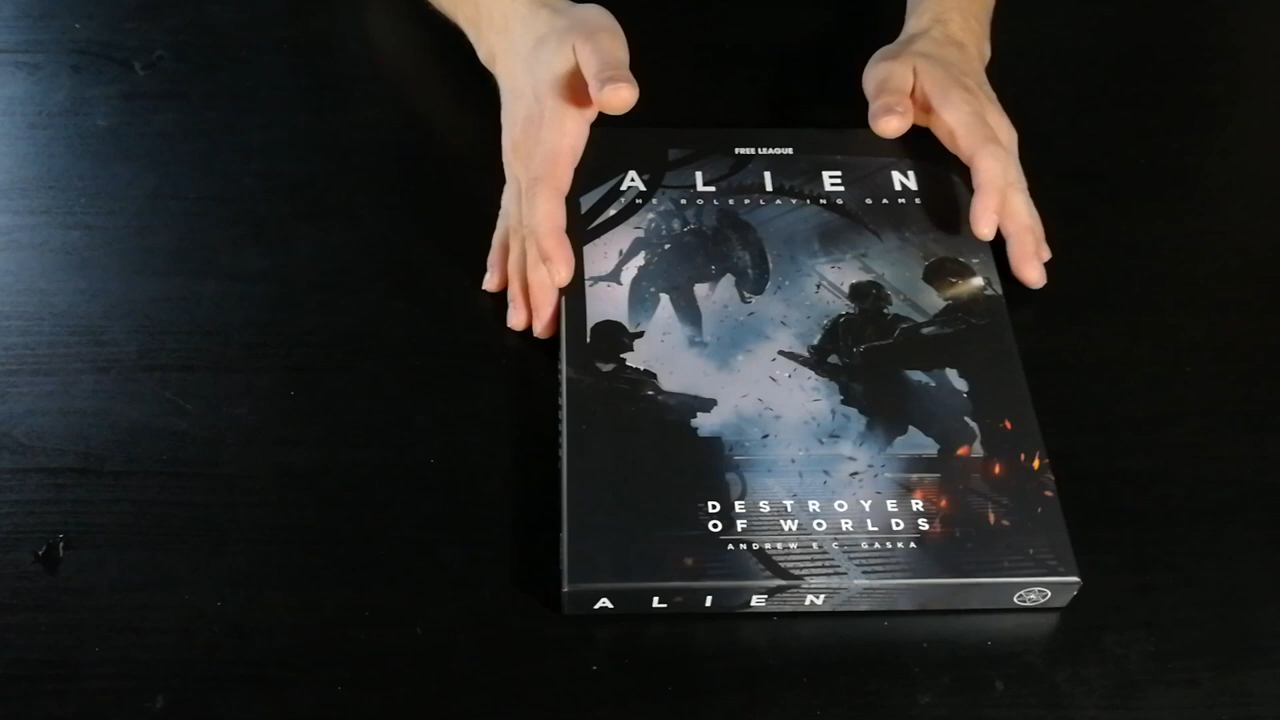 FREE LEAGUE
ALIEN
THE ROLEPLAYING GAME
DESTROYER
OF WORLDS
ANDREW E.C. GASKA
ALIEN